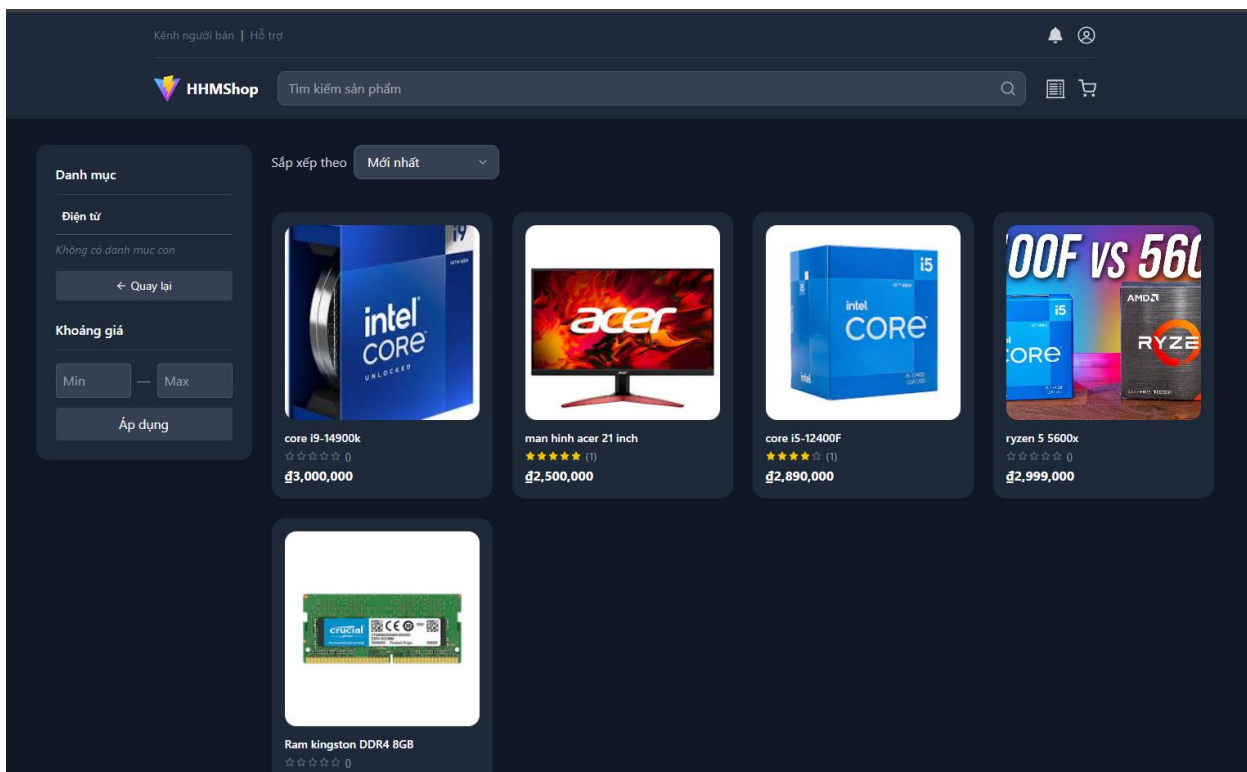 Kênh người bán | Hỗ trợ
HHMShop
Tìm kiếm sản phẩm
Danh mục
Điện tử
Không có danh mục con
← Quay lại
Khoảng giá
Min — Max
Áp dụng
Sắp xếp theo Mới nhất
i9
intel
CORE
UNLOCKED
core i9-14900k
()
₫3,000,000
acer
man hinh acer 21 inch
(1)
₫2,500,000
i5
intel
CORE
intel
core i5-12400F
(1)
₫2,890,000
00F VS 560
AMD
i5
CORE
RYZE
ryzen 5 5600x
()
₫2,999,000
crucial
Ram kingston DDR4 8GB
()